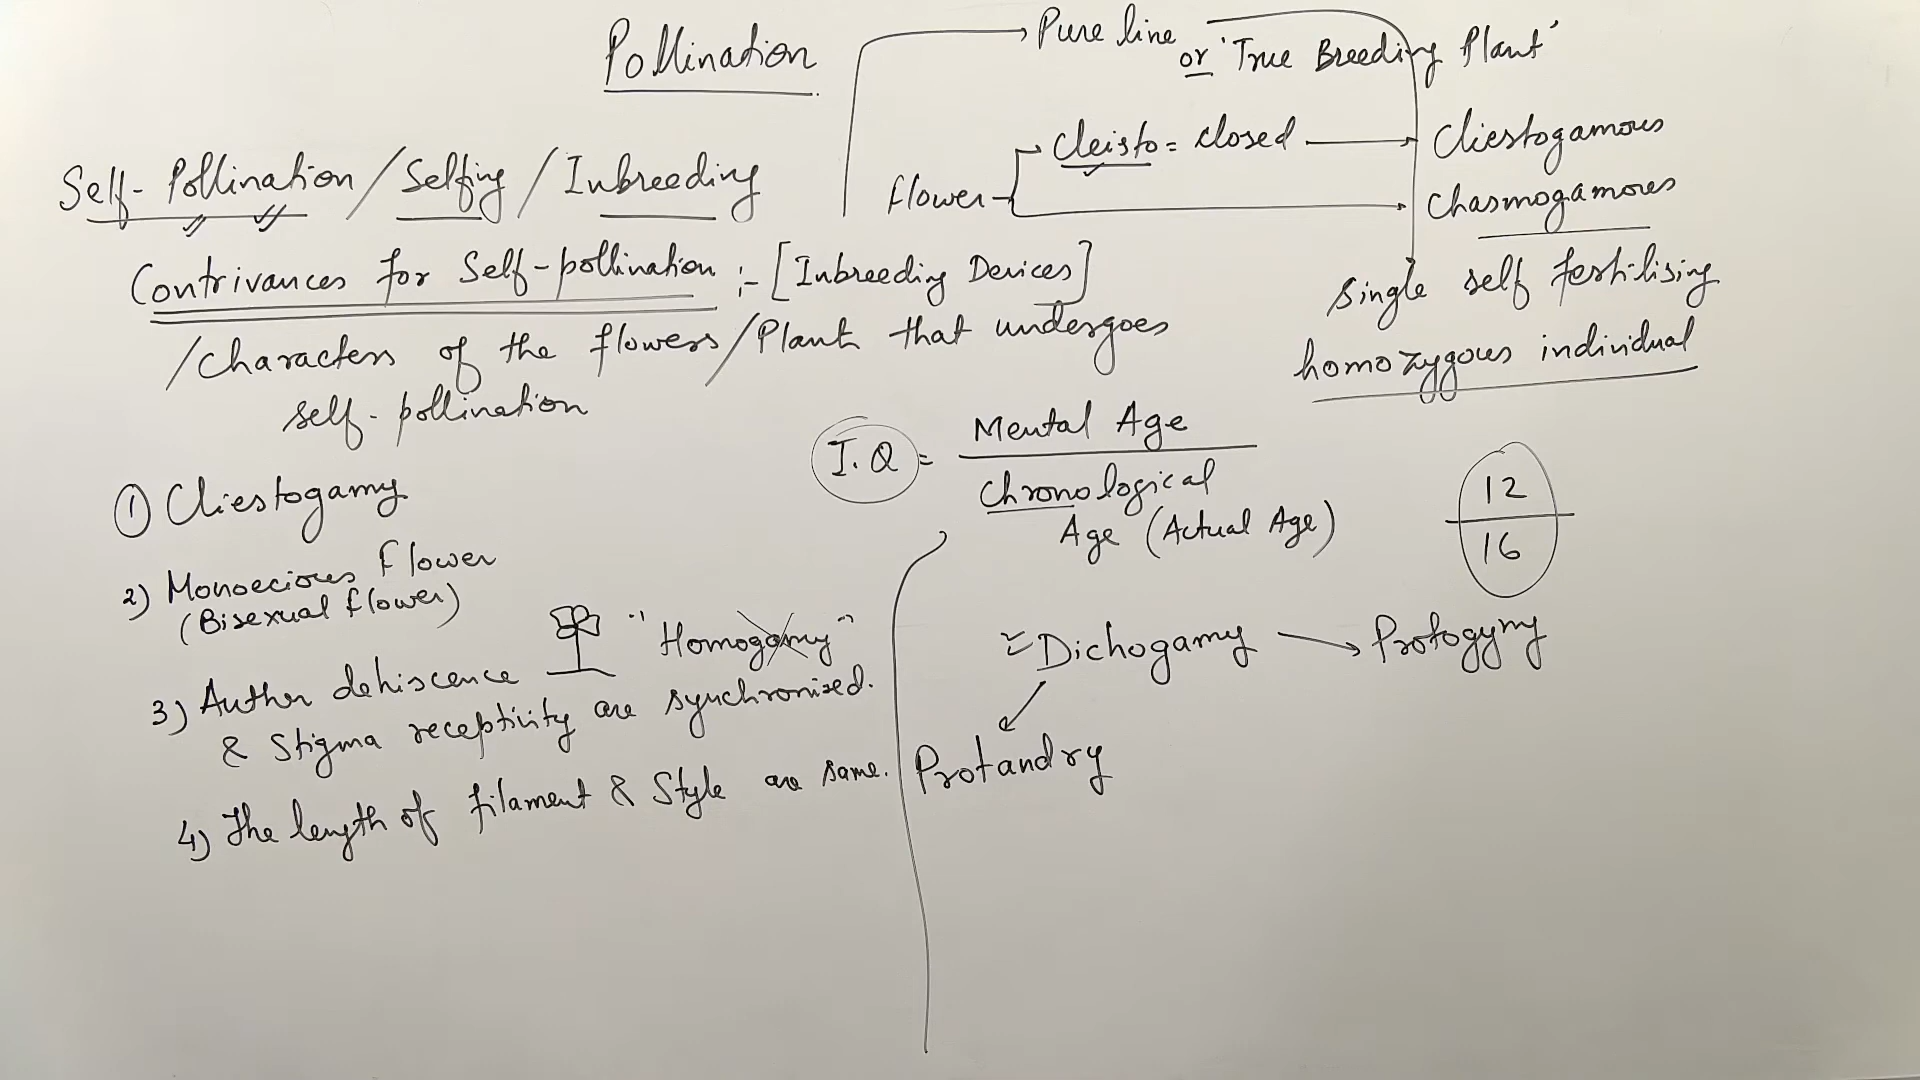 Pollination
Pure line
or 'True Breeding Plant'
Cleisto = closed
Cliestogamous
Self-Pollination / Selfing / Inbreeding
flower
Chasmogamous
Contrivances for Self-pollination :- [Inbreeding Devices]
single self fertilising
homozygous individual
/characters of the flowers/Plant that undergoes
self-pollination
I.Q = Mental Age
Chronological
Age (Actual Age)
12
16
① Cliestogamy
2) Monoecious flower
(Bisexual flower)
"Homogamy"
3) Anther dehiscence
& Stigma receptivity are synchronised.
4) The length of filament & Style are same.
Dichogamy
Protogyny
Protandry